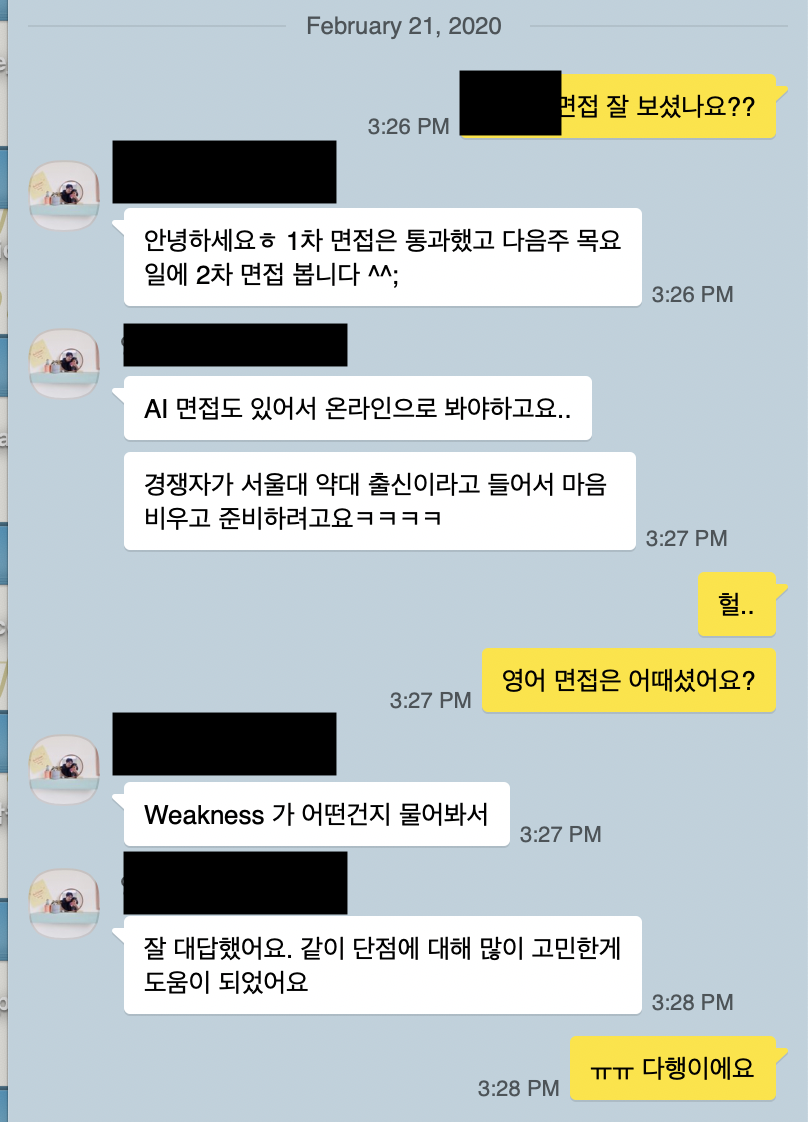 February 21, 2020
면접 잘 보셨나요??
3:26 PM
안녕하세요ㅎ 1차 면접은 통과했고 다음주 목요
일에 2차 면접 봅니다 ^^;
3:26 PM
AI 면접도 있어서 온라인으로 봐야하고요..
경쟁자가 서울대 약대 출신이라고 들어서 마음
비우고 준비하려고요ㅋㅋㅋㅋ
3:27 PM
헐..
영어 면접은 어때셨어요?
3:27 PM
Weakness 가 어떤건지 물어봐서
3:27 PM
잘 대답했어요. 같이 단점에 대해 많이 고민한게
도움이 되었어요
3:28 PM
ㅠㅠ 다행이에요
3:28 PM